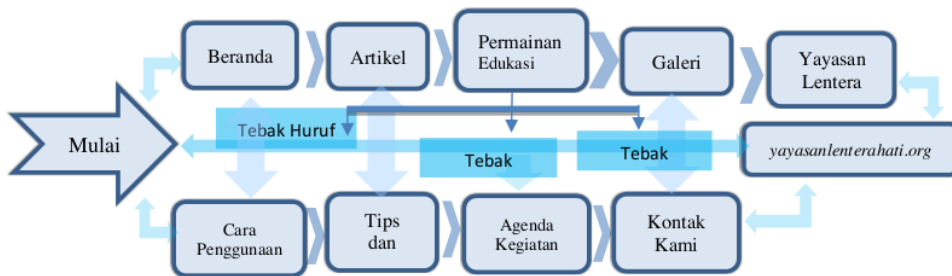 Beranda
Artikel
Permainan
Edukasi
Galeri
Yayasan
Lentera
Mulai
Tebak Huruf
Tebak
Tebak
yayasanlenterahati.org
Cara
Penggunaan
Tips
dan
Agenda
Kegiatan
Kontak
Kami